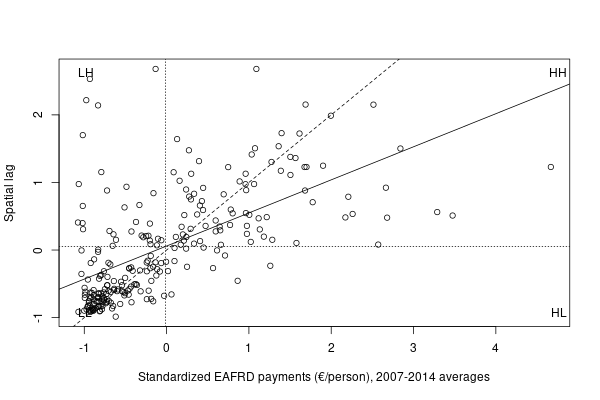 LH
HH
2
1
0
-1
Spatial lag
LL
HL
-1
0
1
2
3
4
Standardized EAFRD payments (€/person), 2007-2014 averages